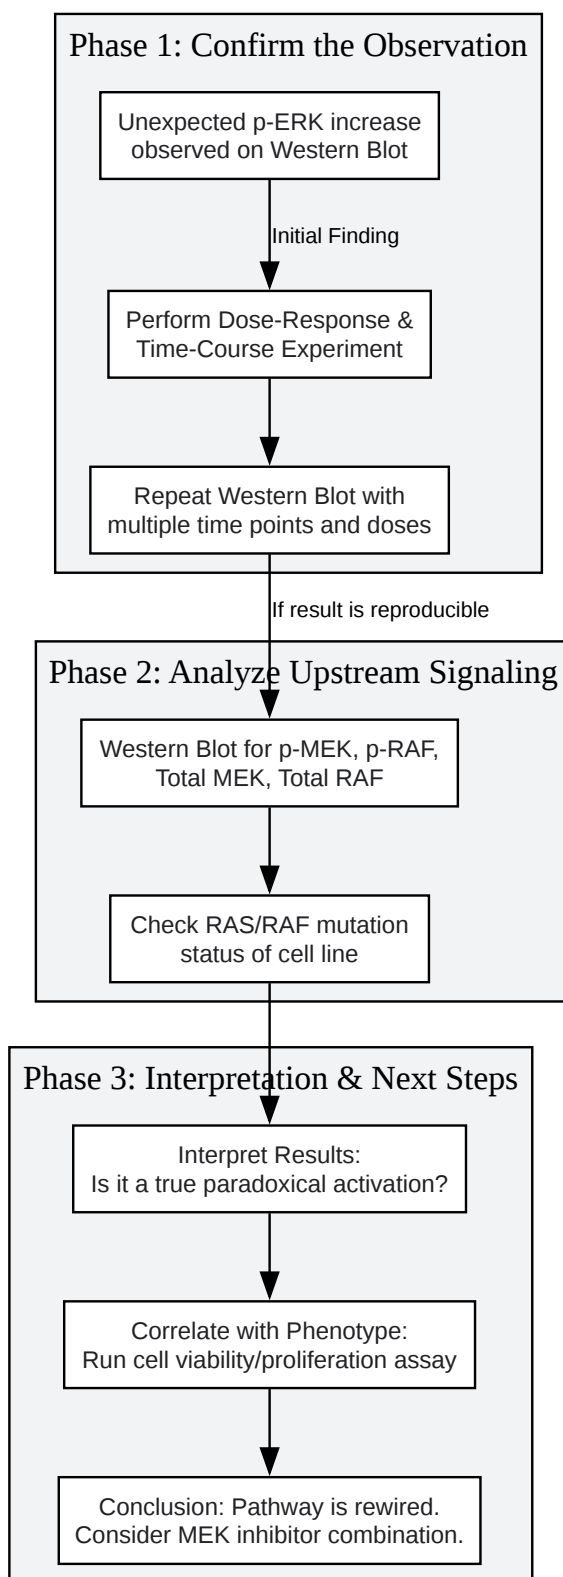 Phase 1: Confirm the Observation
Unexpected p-ERK increase
observed on Western Blot
Initial Finding
Perform Dose-Response &
Time-Course Experiment
Repeat Western Blot with
multiple time points and doses
If result is reproducible
Phase 2: Analyze Upstream Signaling
Western Blot for p-MEK, p-RAF,
Total MEK, Total RAF
Check RAS/RAF mutation
status of cell line
Phase 3: Interpretation & Next Steps
Interpret Results:
Is it a true paradoxical activation?
Correlate with Phenotype:
Run cell viability/proliferation assay
Conclusion: Pathway is rewired.
Consider MEK inhibitor combination.